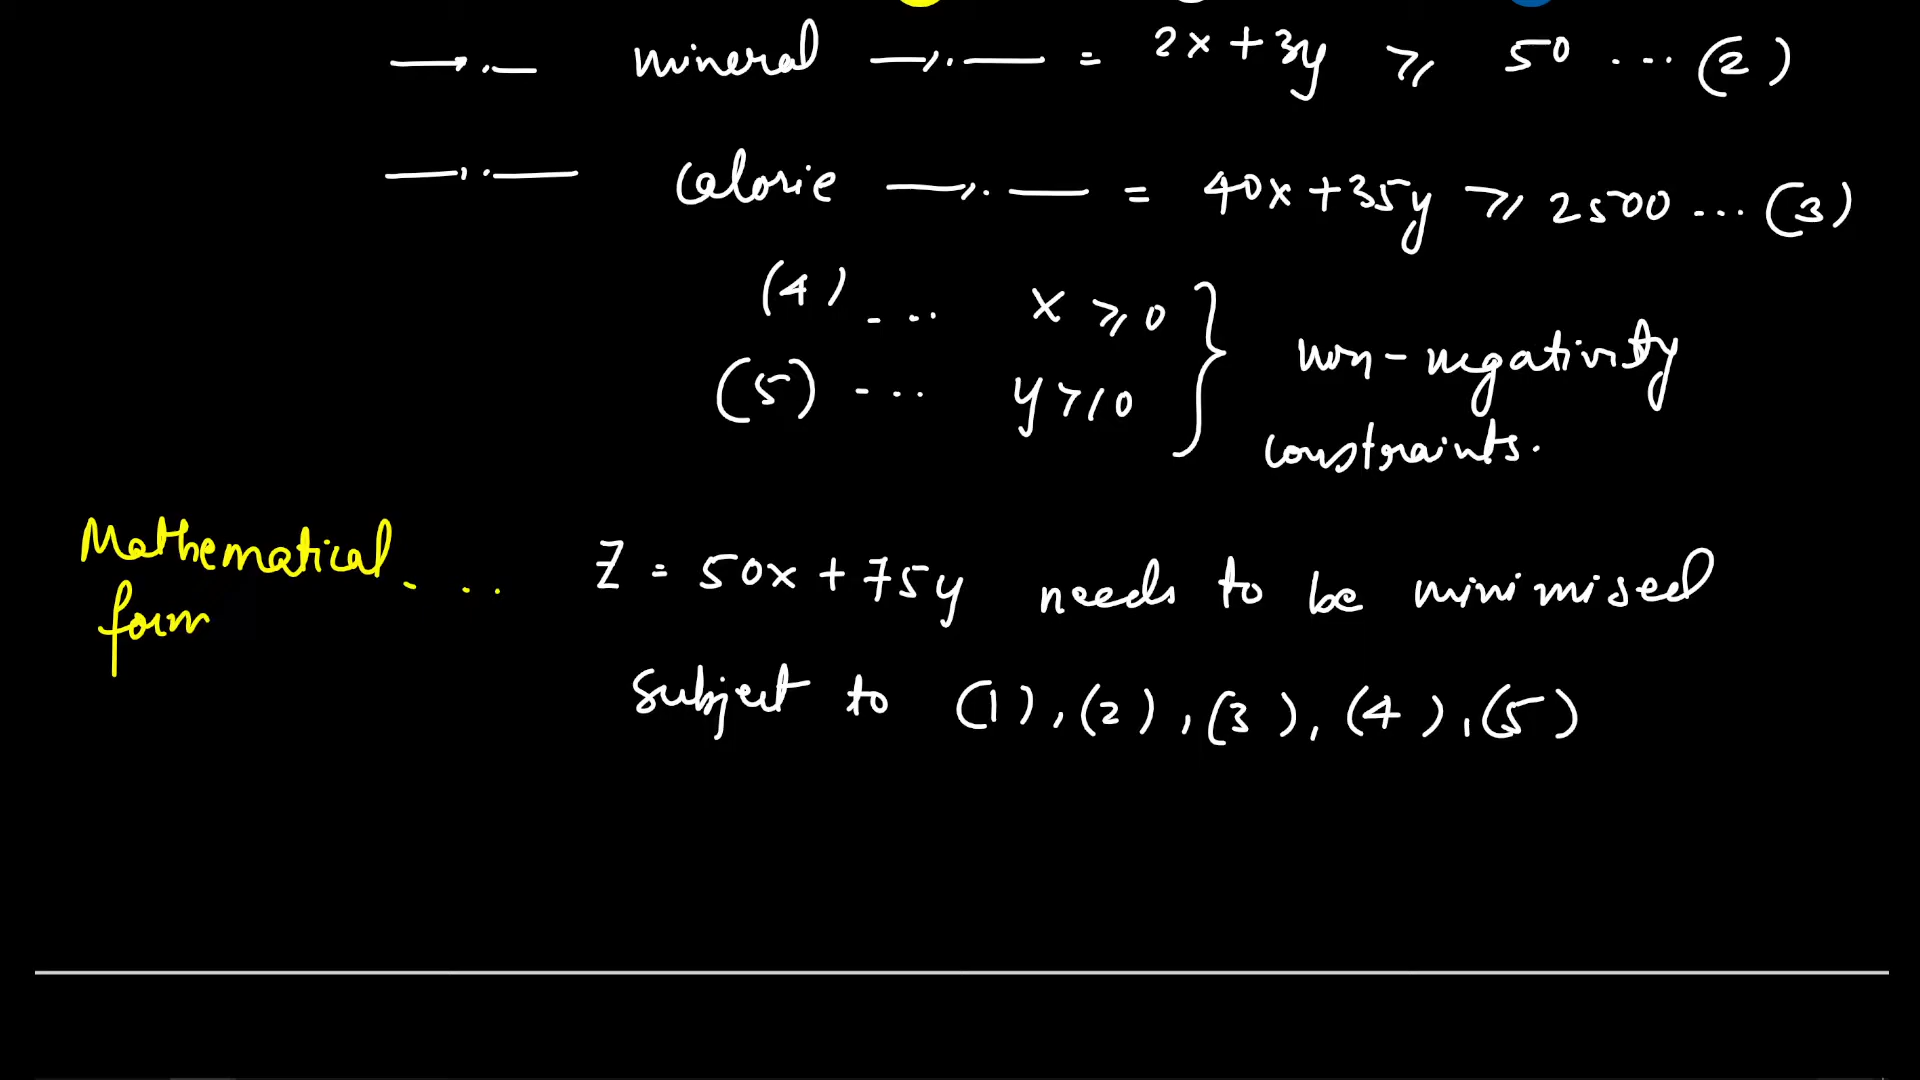 mineral = 2x + 3y ⩾ 50 ... (2)
Calorie = 40x + 35y ⩾ 2500 ... (3)
(4) ... x ⩾ 0
(5) ... y ⩾ 0
non-negativity
constraints.
Mathematical ...
form
Z = 50x + 75y needs to be minimised
Subject to (1), (2), (3), (4), (5)